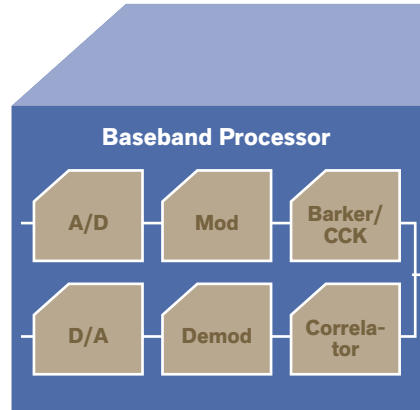 Baseband Processor
A/D
Mod
Barker/
CCK
D/A
Demod
Correla-
tor